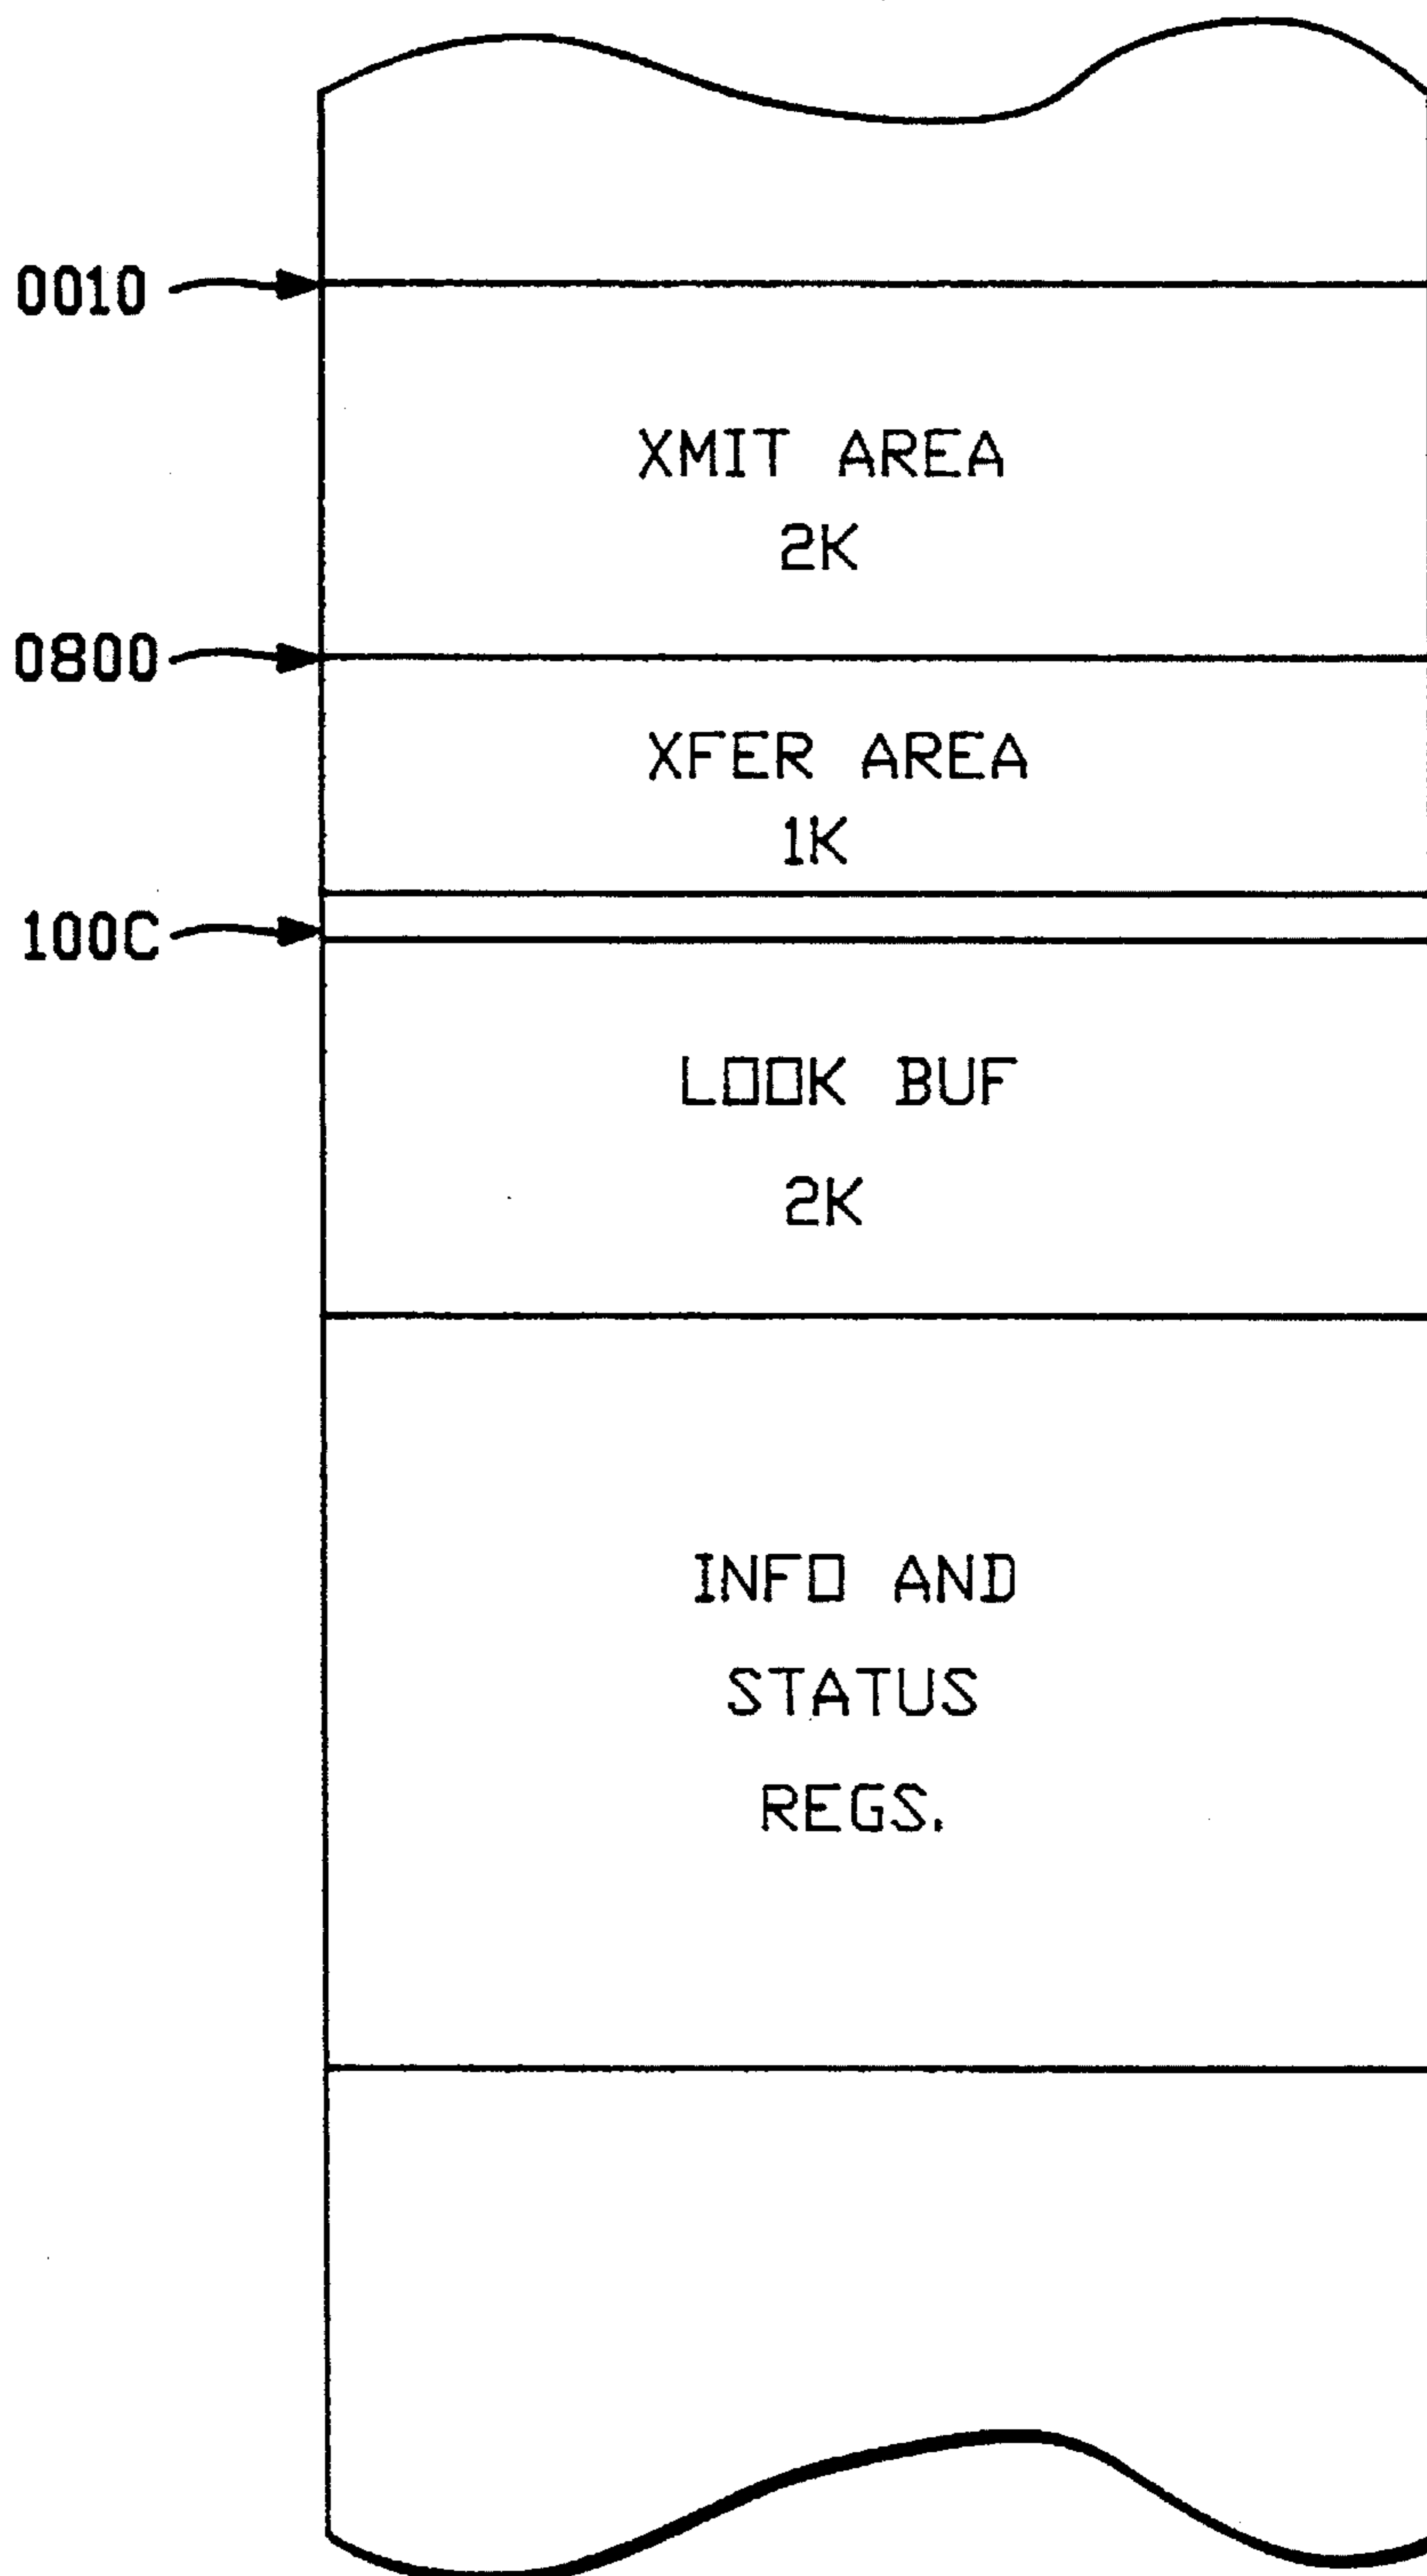 0010
XMIT AREA
2K
0800
XFER AREA
1K
100C
LOOK BUF
2K
INFO AND
STATUS
REGS.